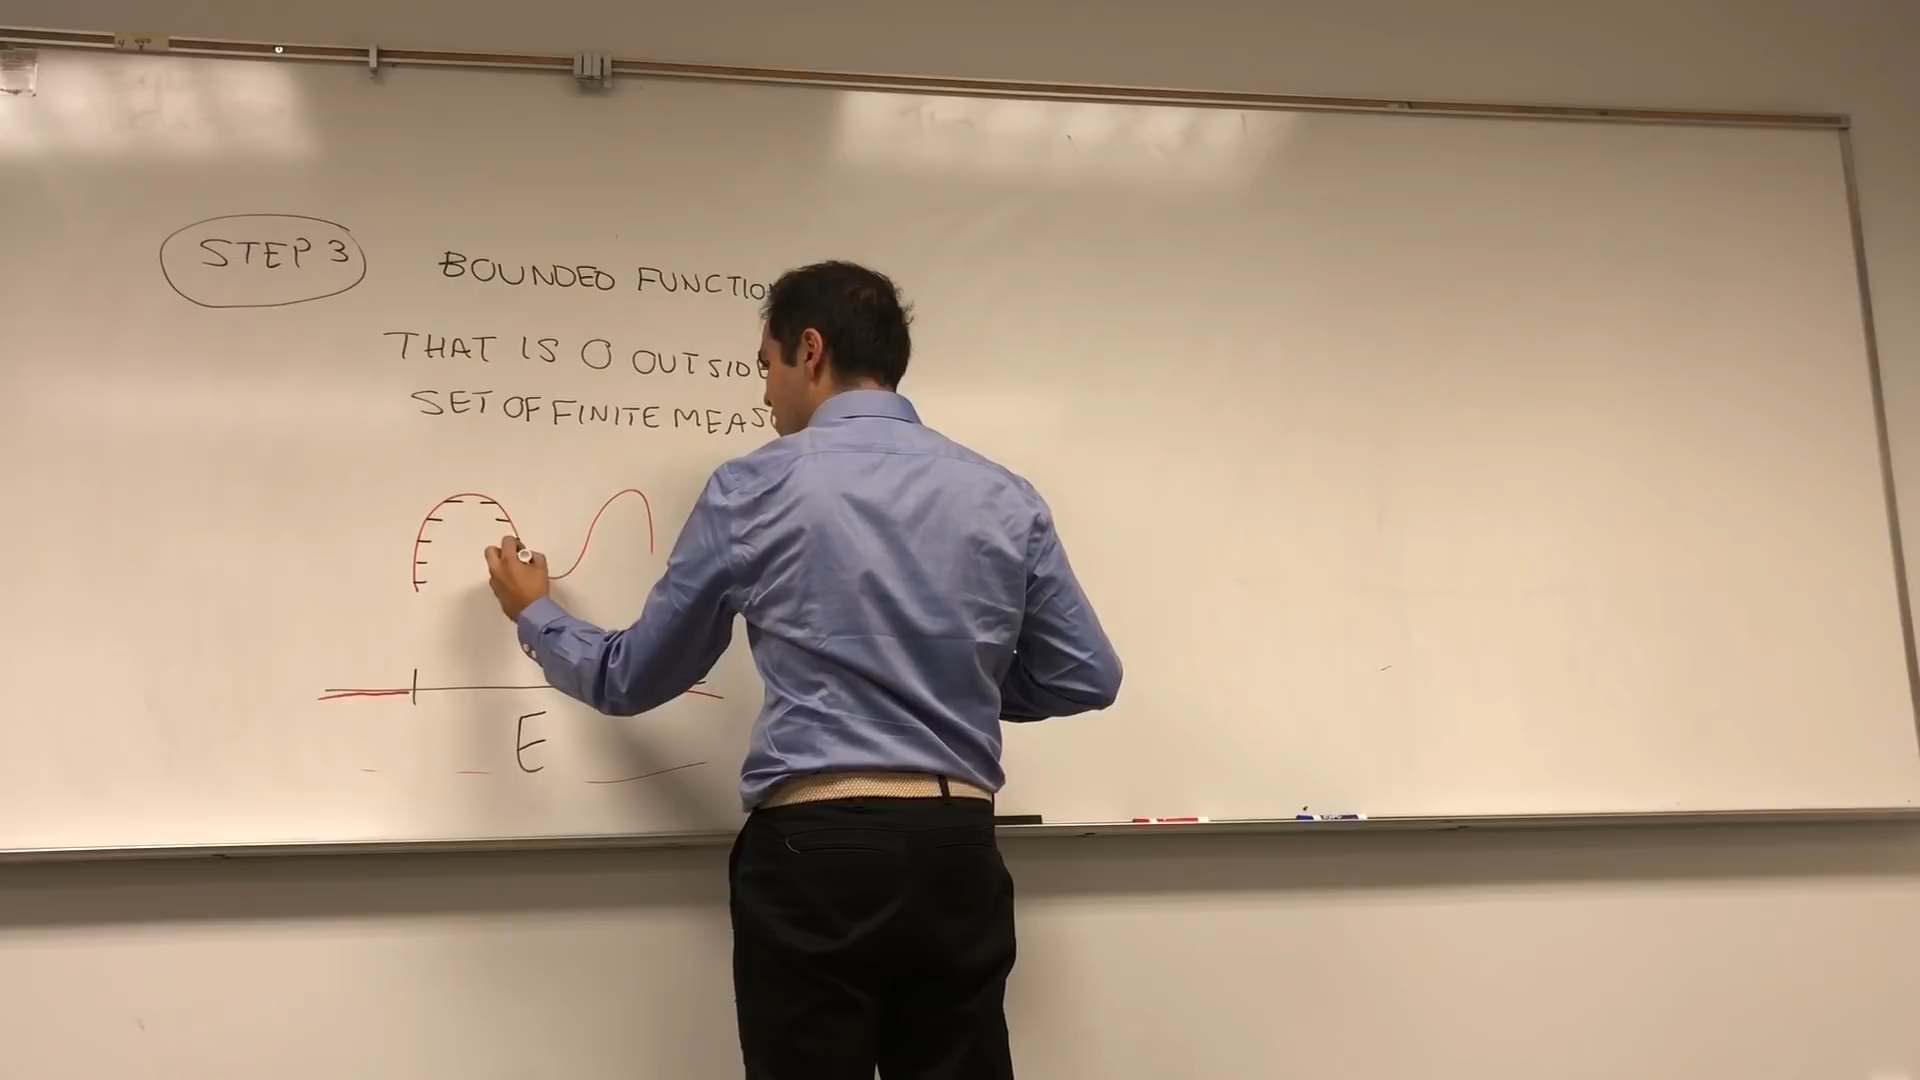 STEP 3
BOUNDED FUNCTIO
THAT IS 0 OUTSIDE
SET OF FINITE MEAS
E